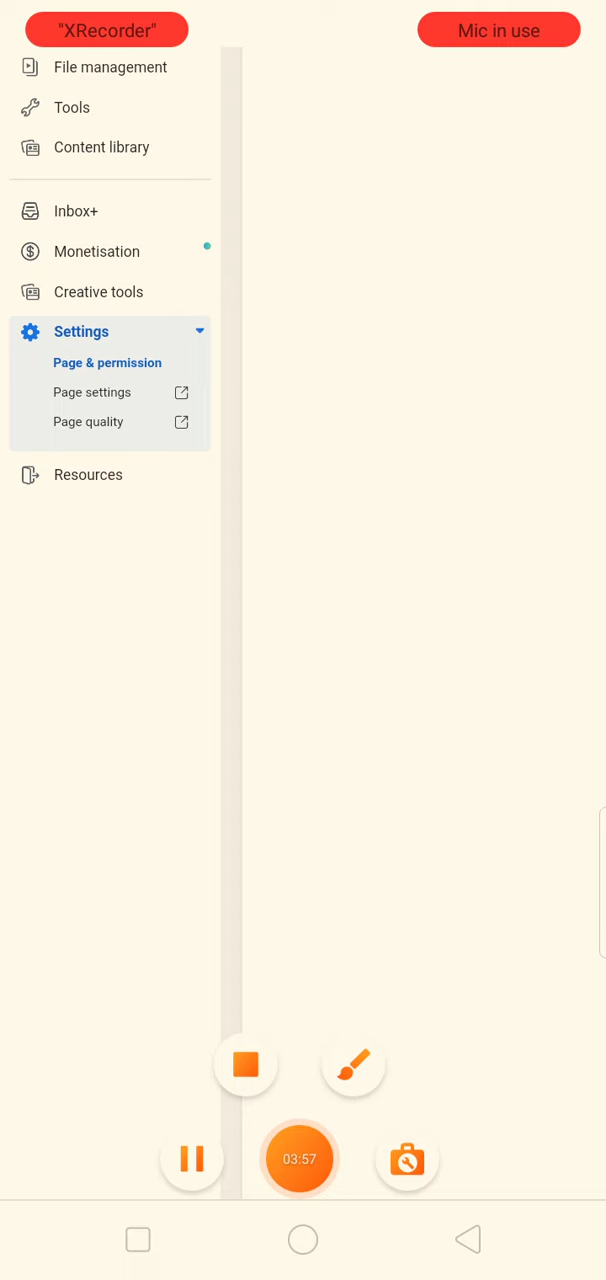 "XRecorder"
Mic in use
File management
Tools
Content library
Inbox+
Monetisation
Creative tools
Settings
Page & permission
Page settings
Page quality
Resources
03:57